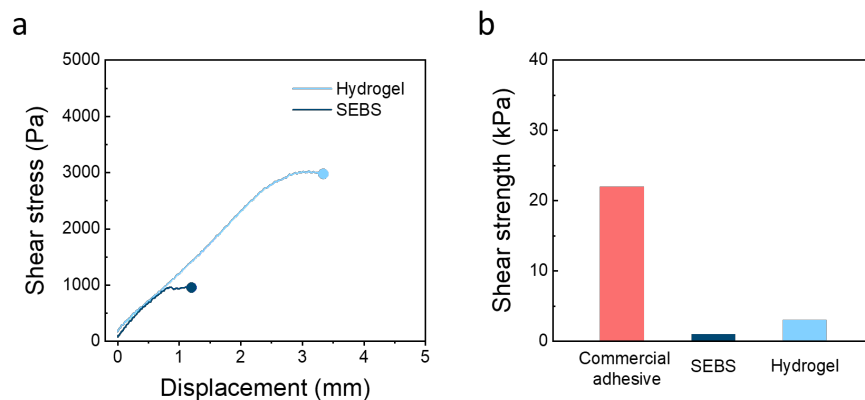 a
5000
4000
3000
2000
1000
0
Shear stress (Pa)
Hydrogel
SEBS
0 1 2 3 4 5
Displacement (mm)
b
40
30
20
10
0
Shear strength (kPa)
Commercial
adhesive
SEBS
Hydrogel